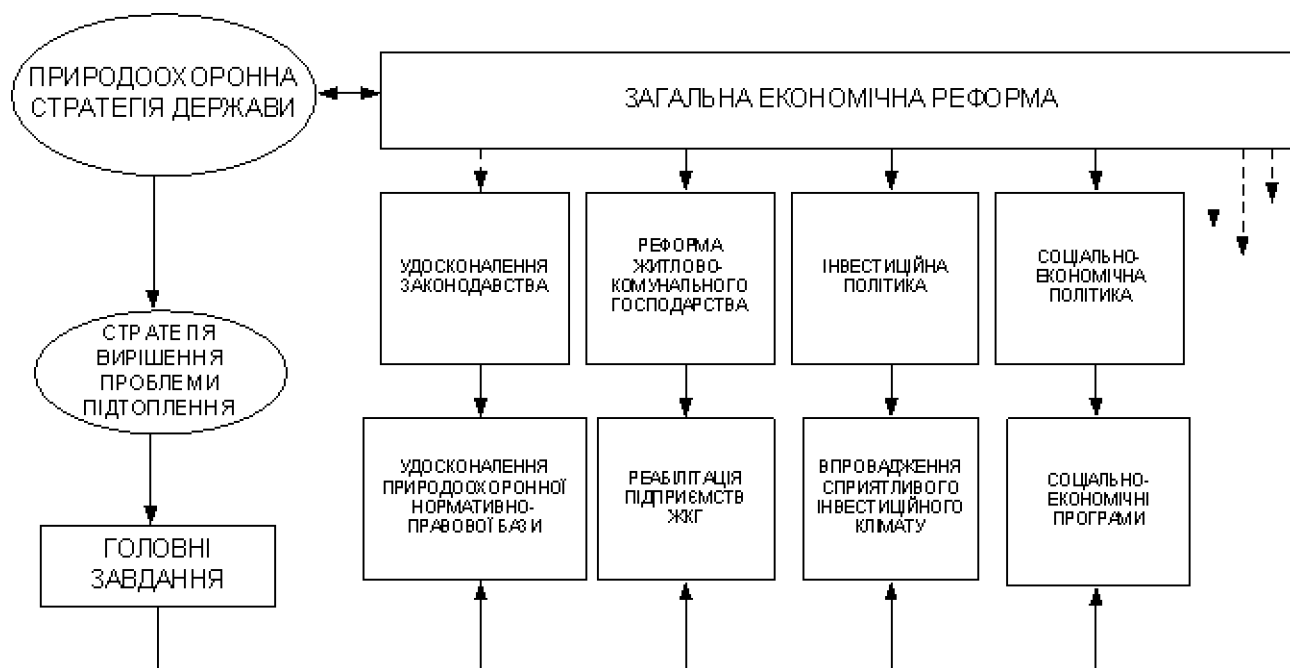 ПРИРОДООХОРОННА
СТРАТЕГІЯ ДЕРЖАВИ
ЗАГАЛЬНА ЕКОНОМІЧНА РЕФОРМА
УДОСКОНАЛЕННЯ
ЗАКОНОДАВСТВА
РЕФОРМА
ЖИТЛОВО-
КОМУНАЛЬНОГО
ГОСПОДАРСТВА
ІНВЕСТИЦІЙНА
ПОЛІТИКА
СОЦІАЛЬНО-
ЕКОНОМІЧНА
ПОЛІТИКА
СТРАТЕГІЯ
ВИРІШЕННЯ
ПРОБЛЕМИ
ПІДТОПЛЕННЯ
УДОСКОНАЛЕННЯ
ПРИРОДООХОРОННОЇ
НОРМАТИВНО-
ПРАВОВОЇ БАЗИ
РЕАБІЛІТАЦІЯ
ПІДПРИЄМСТВ
ЖКГ
ВПРОВАДЖЕННЯ
СПРИЯТЛИВОГО
ІНВЕСТИЦІЙНОГО
КЛІМАТУ
СОЦІАЛЬНО-
ЕКОНОМІЧНІ
ПРОГРАМИ
ГОЛОВНІ
ЗАВДАННЯ